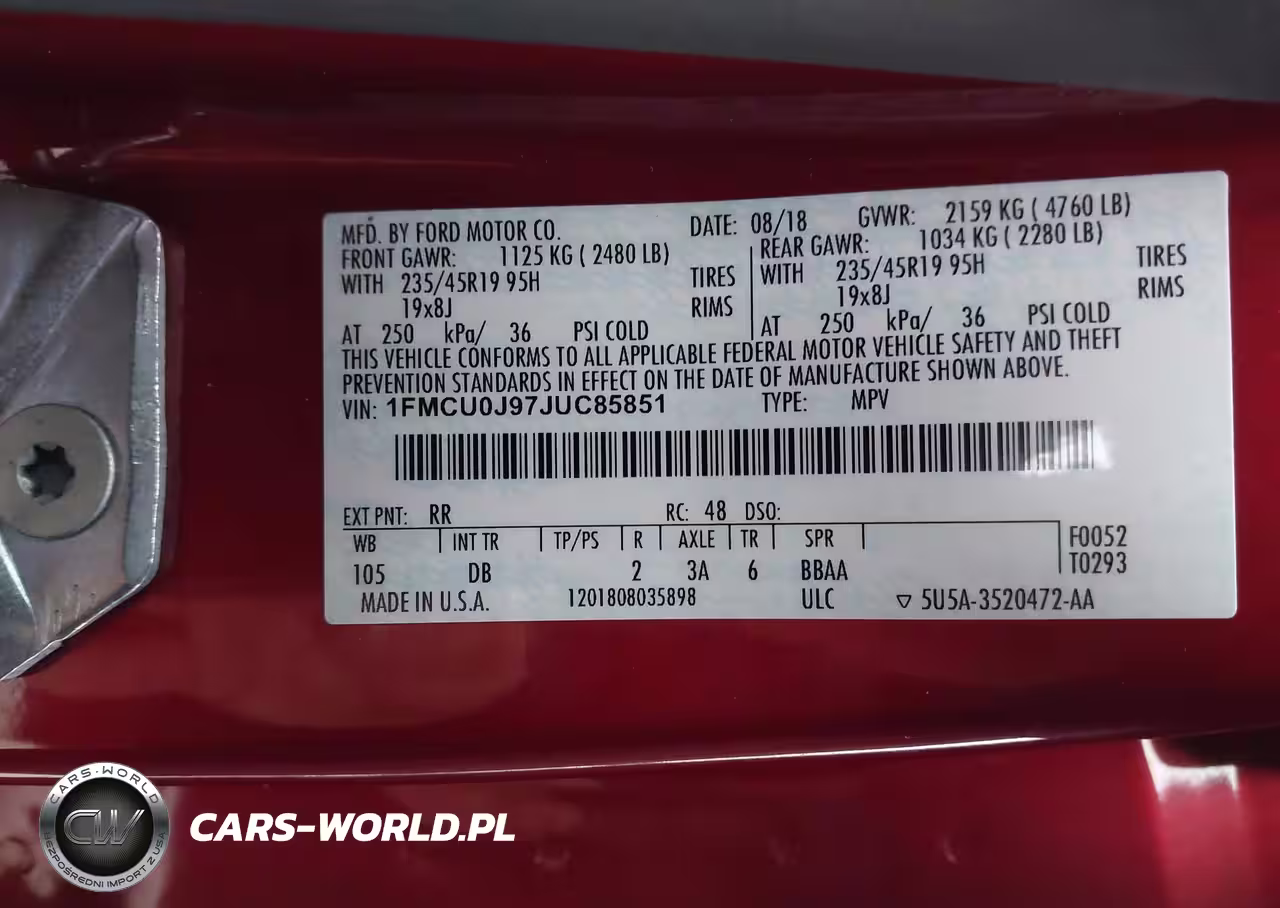 MFD. BY FORD MOTOR CO. DATE: 08/18 GVWR: 2159 KG ( 4760 LB)
FRONT GAWR: 1125 KG ( 2480 LB) REAR GAWR: 1034 KG ( 2280 LB)
WITH 235/45R19 95H TIRES WITH 235/45R19 95H TIRES
19x8J RIMS 19x8J RIMS
AT 250 kPa/ 36 PSI COLD AT 250 kPa/ 36 PSI COLD
THIS VEHICLE CONFORMS TO ALL APPLICABLE FEDERAL MOTOR VEHICLE SAFETY AND THEFT
PREVENTION STANDARDS IN EFFECT ON THE DATE OF MANUFACTURE SHOWN ABOVE.
VIN: 1FMCU0J97JUC85851 TYPE: MPV
EXT PNT: RR RC: 48 DSO:
WB INT TR TP/PS R AXLE TR SPR F0052
105 DB 2 3A 6 BBAA T0293
MADE IN U.S.A. 1201808035898 ULC 5U5A-3520472-AA
CARS-WORLD
CW
BEZPOŚREDNI IMPORT Z USA
CARS-WORLD.PL